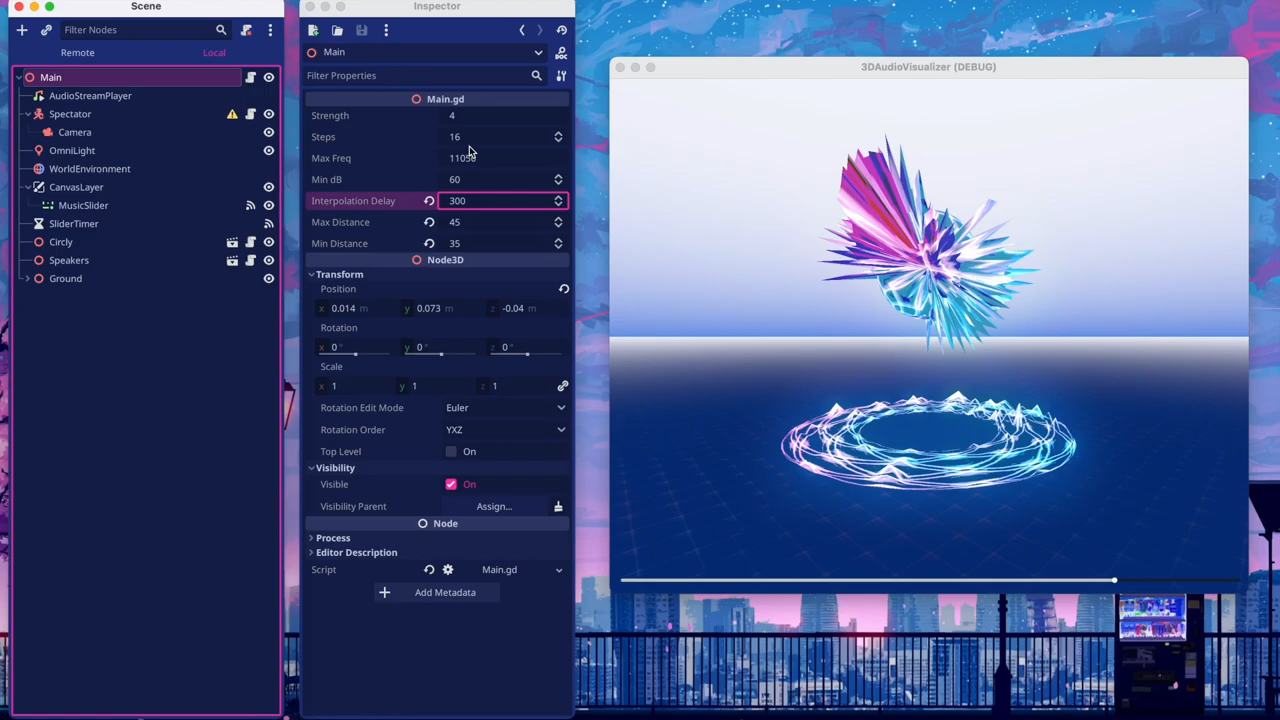 Scene
Filter Nodes
Remote Local
Main
AudioStreamPlayer
Spectator
Camera
OmniLight
WorldEnvironment
CanvasLayer
MusicSlider
SliderTimer
Circly
Speakers
Ground
Inspector
Main
Filter Properties
Main.gd
Strength 4
Steps 16
Max Freq
Min dB 60
Interpolation Delay 300
Max Distance 45
Min Distance 35
Node3D
Transform
Position
x 0.014 m y 0.073 m z -0.04 m
Rotation
x 0° y 0° z 0°
Scale
x 1 y 1 z 1
Rotation Edit Mode Euler
Rotation Order YXZ
Top Level On
Visibility
Visible On
Visibility Parent Assign...
Node
Process
Editor Description
Script Main.gd
Add Metadata
3DAudioVisualizer (DEBUG)